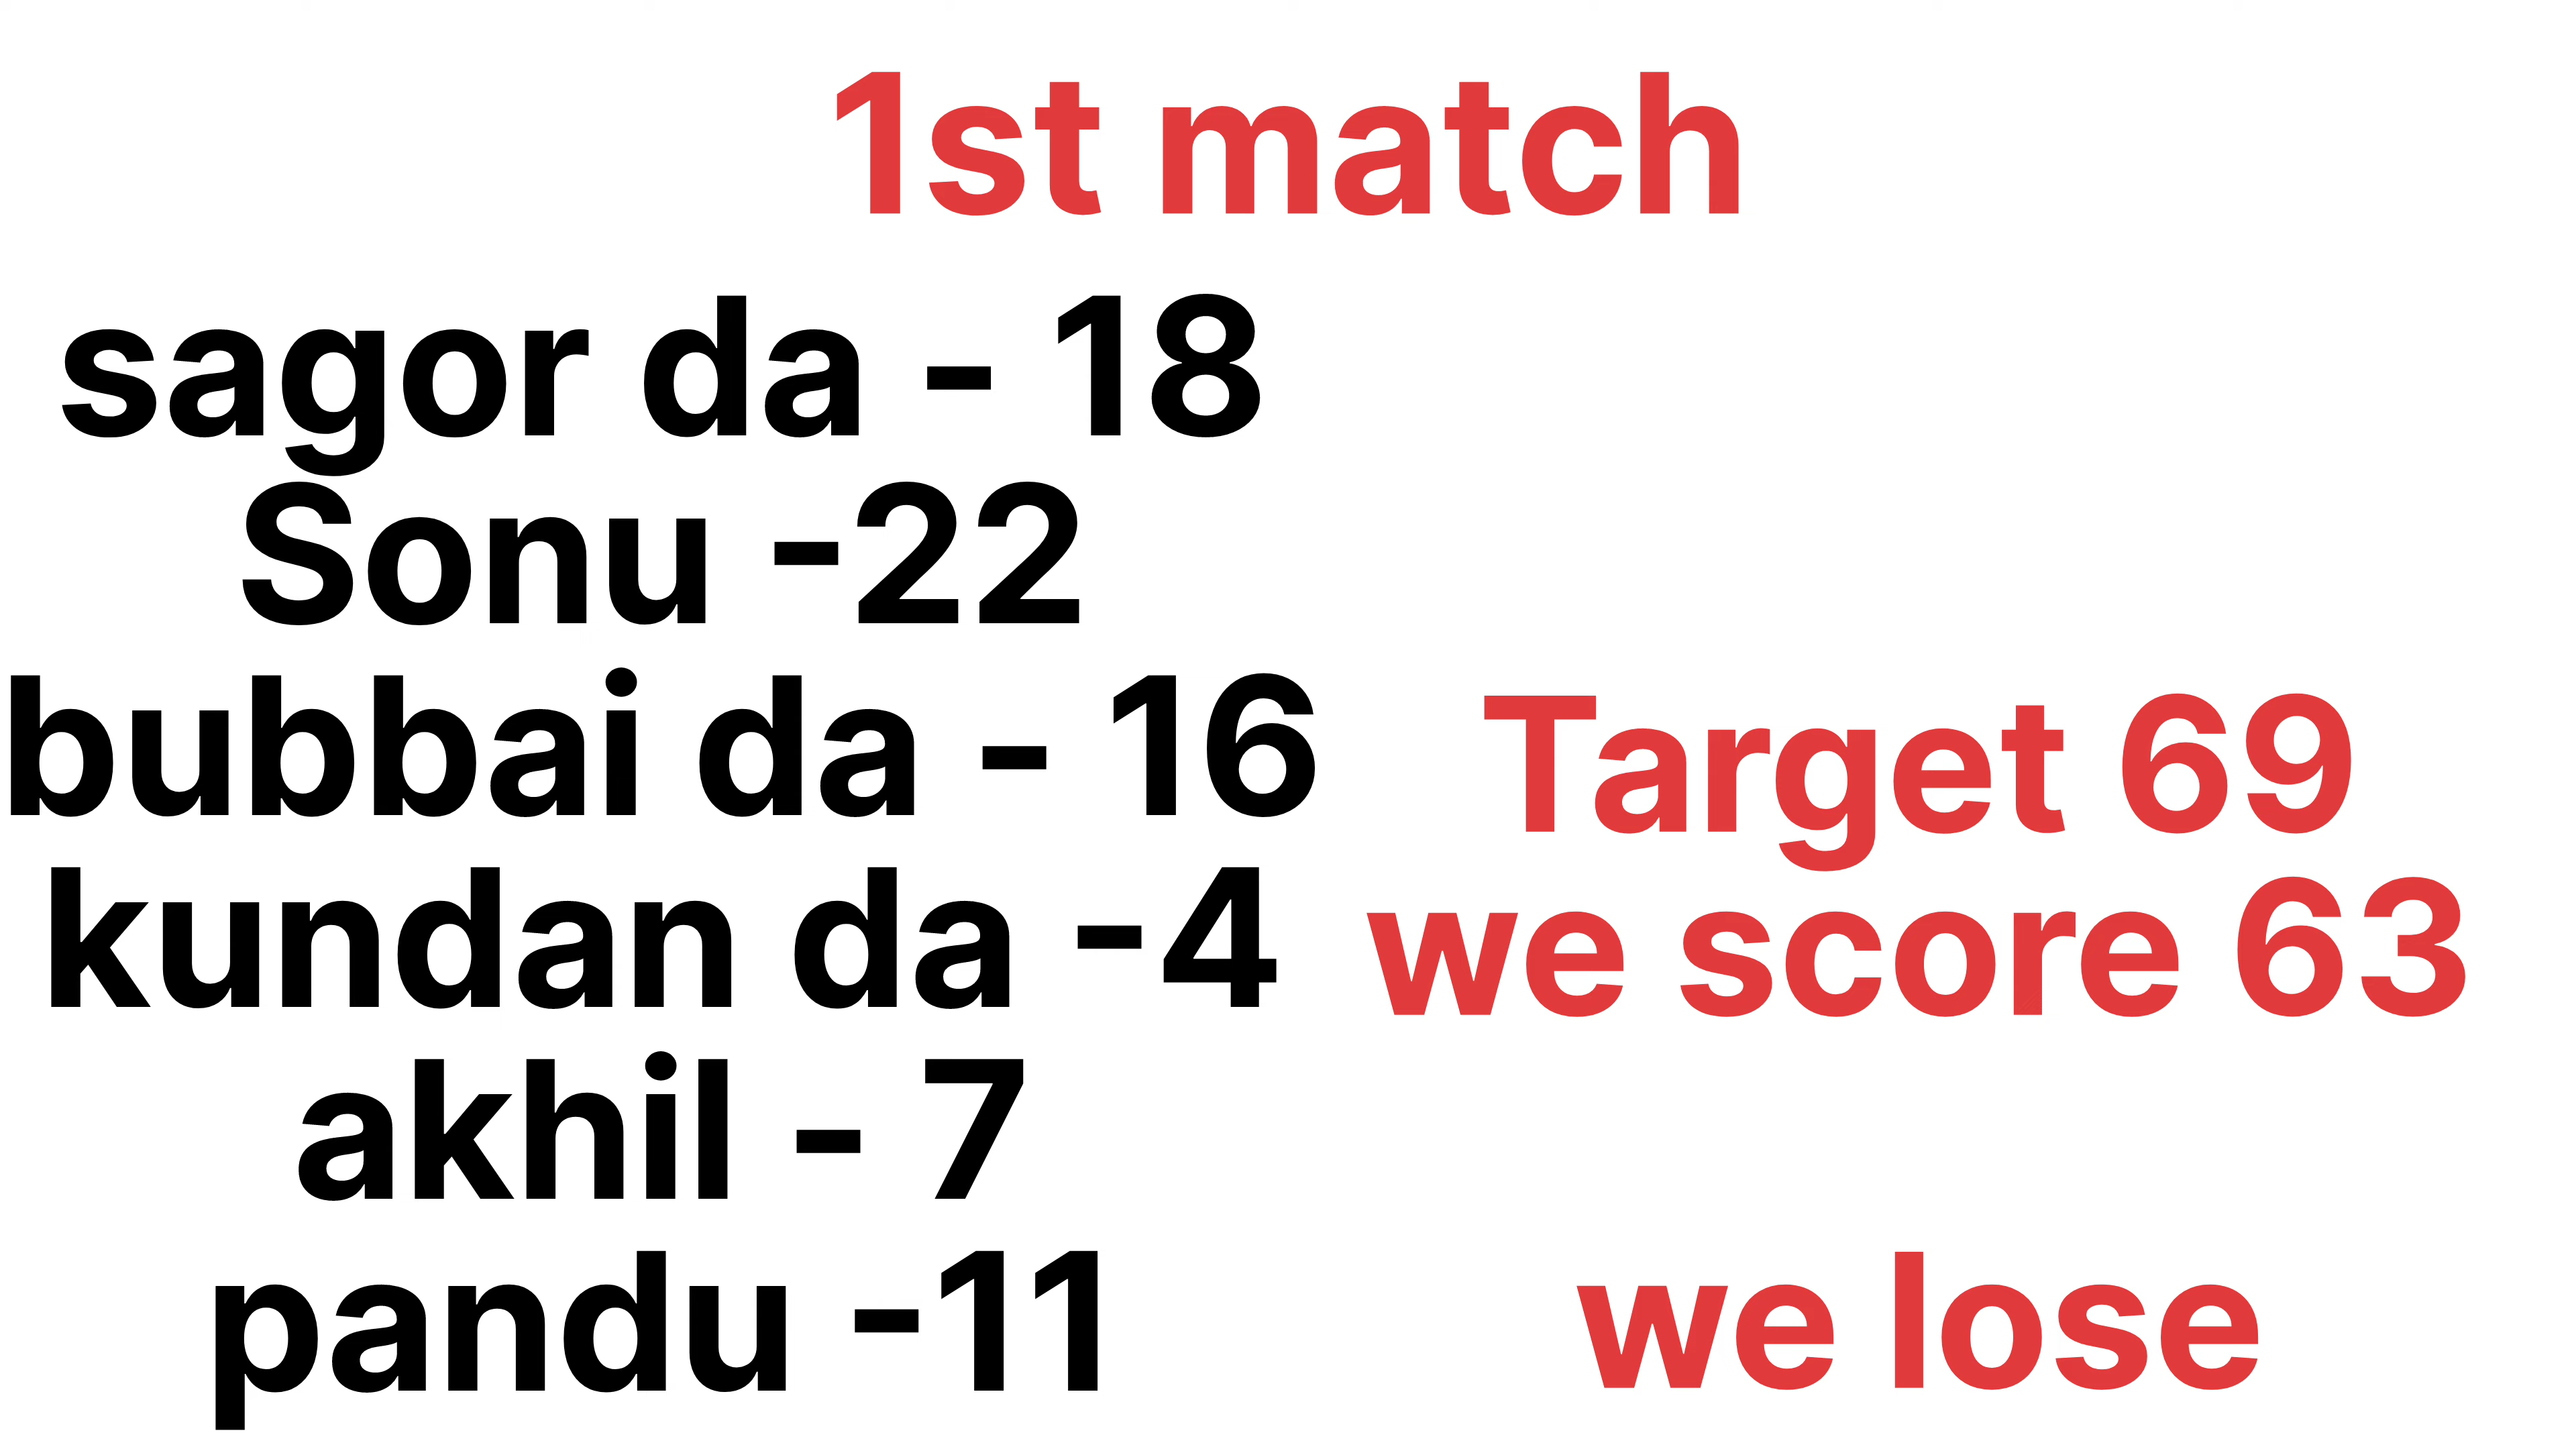 1st match
sagor da - 18
Sonu -22
bubbai da - 16
kundan da -4
akhil - 7
pandu -11
Target 69
we score 63
we lose